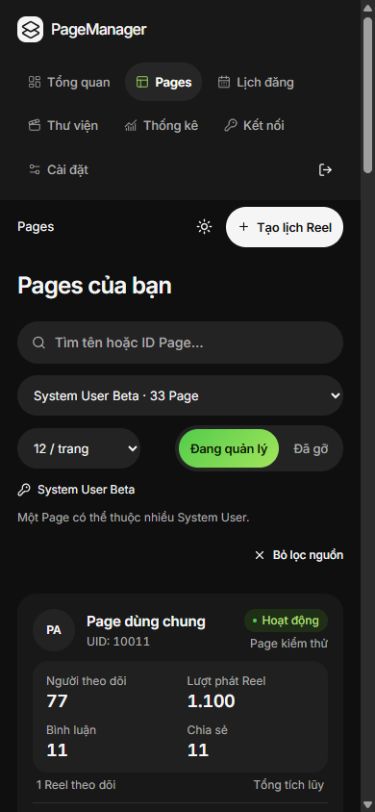 PageManager
Tổng quan
Pages
Lịch đăng
Thư viện
Thống kê
Kết nối
Cài đặt
Pages
+ Tạo lịch Reel
Pages của bạn
Tìm tên hoặc ID Page...
System User Beta · 33 Page
12 / trang
Đang quản lý
Đã gỡ
System User Beta
Một Page có thể thuộc nhiều System User.
× Bỏ lọc nguồn
PA
Page dùng chung
UID: 10011
• Hoạt động
Page kiểm thử
Người theo dõi
77
Lượt phát Reel
1.100
Bình luận
11
Chia sẻ
11
1 Reel theo dõi
Tổng tích lũy